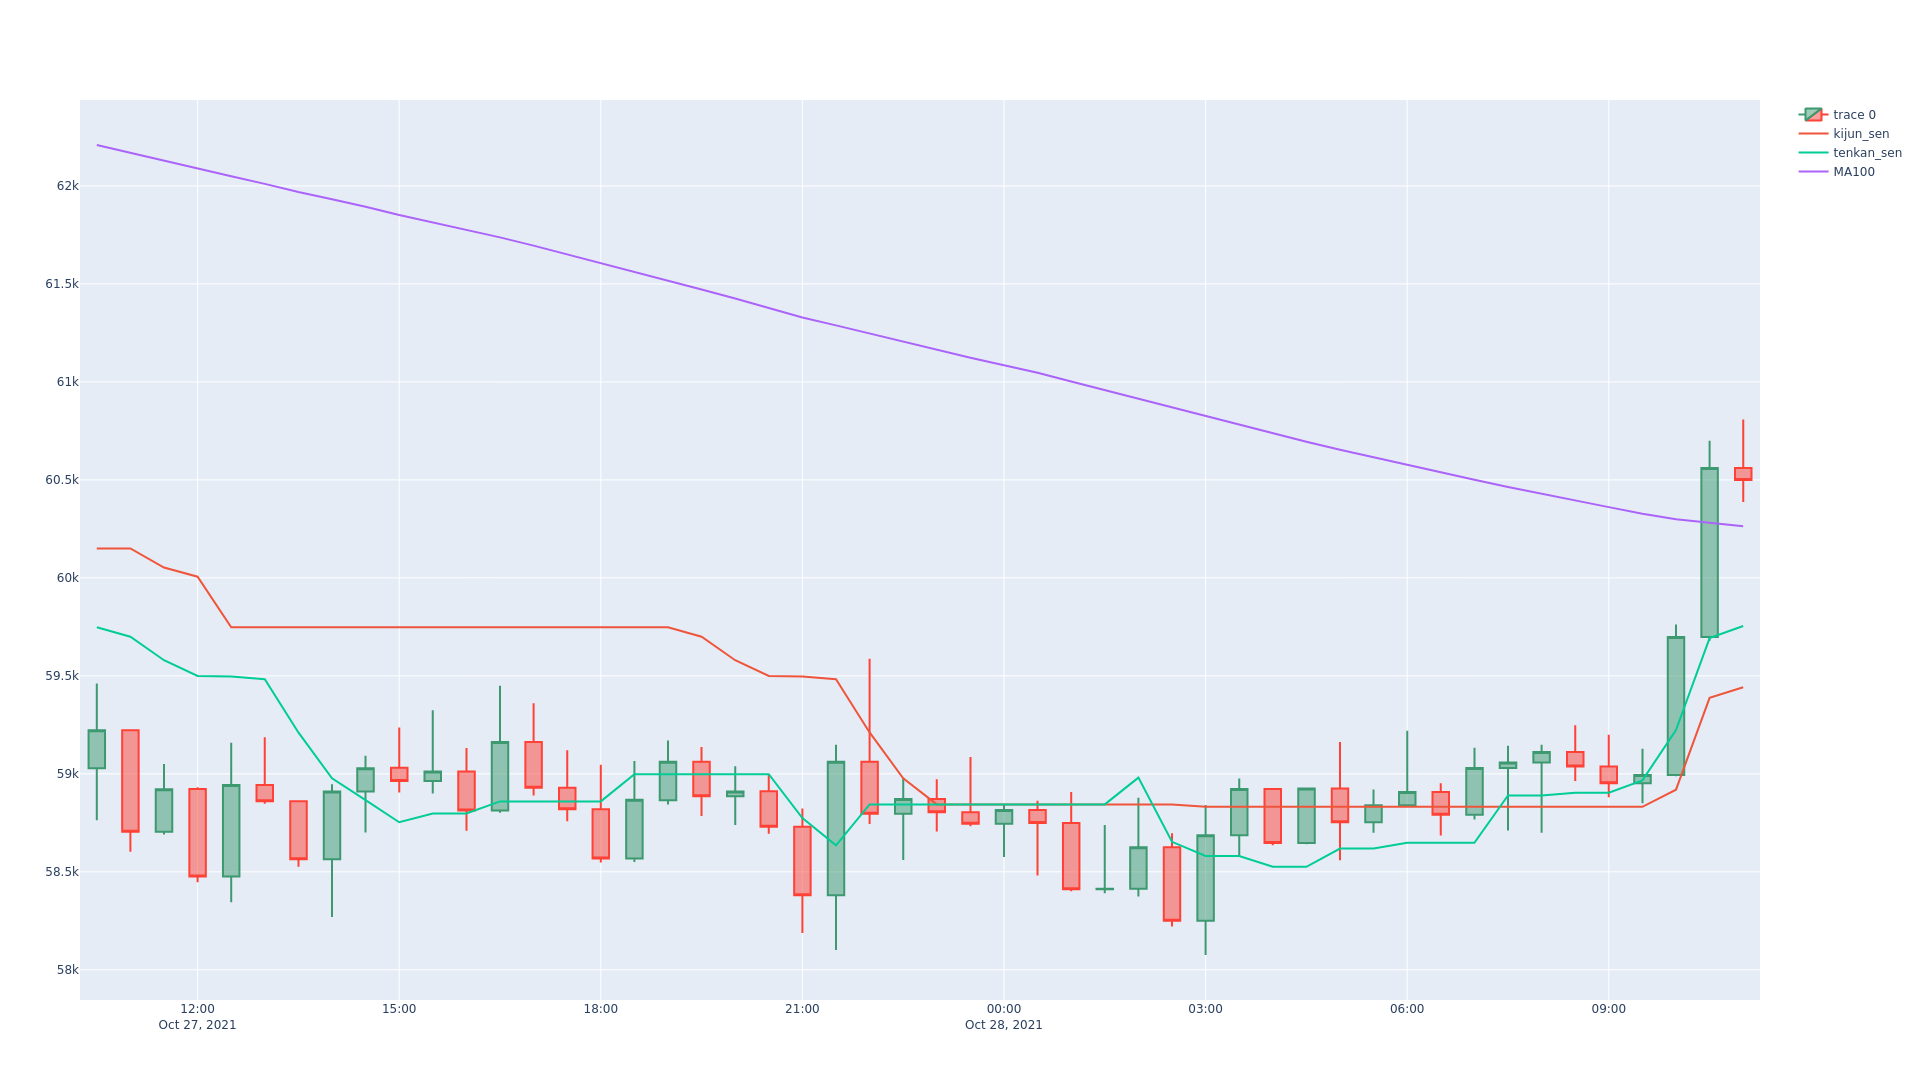 trace 0
kijun_sen
tenkan_sen
MA100
62k
61.5k
61k
60.5k
60k
59.5k
59k
58.5k
58k
12:00 15:00 18:00 21:00 00:00 03:00 06:00 09:00
Oct 27, 2021 Oct 28, 2021